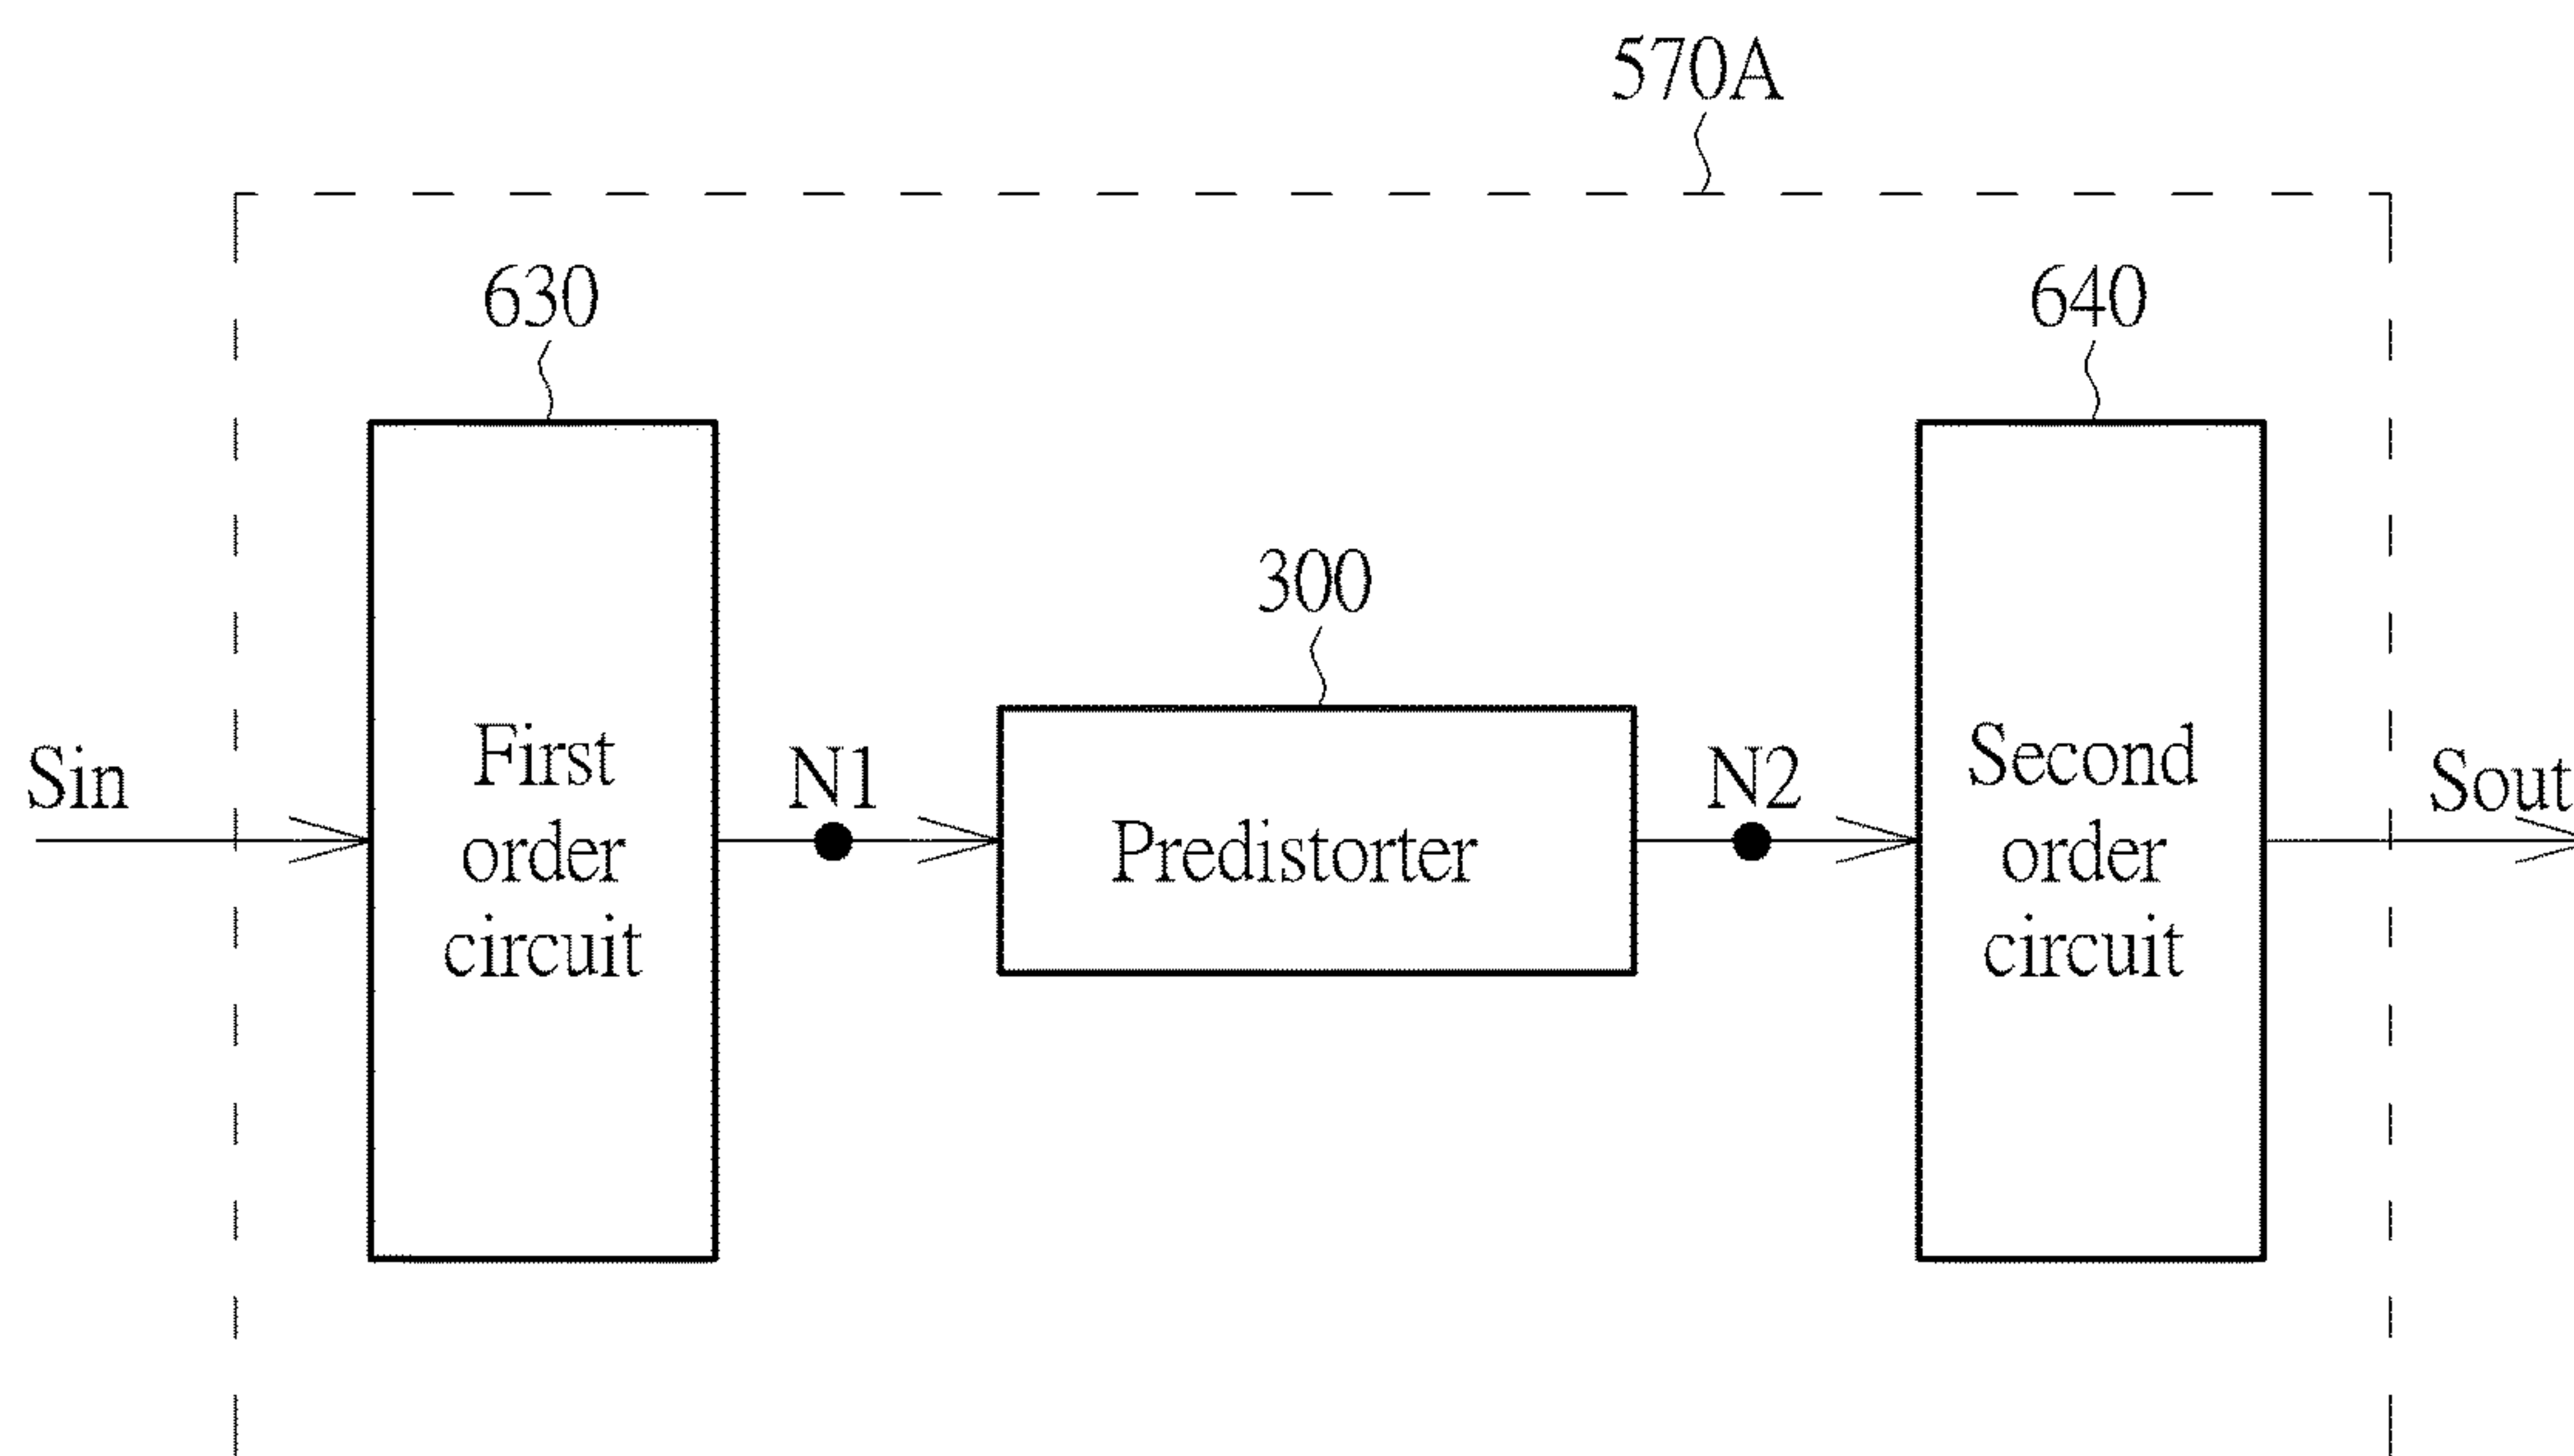 570A
630
640
300
Sin
First
order
circuit
N1
Predistorter
N2
Second
order
circuit
Sout